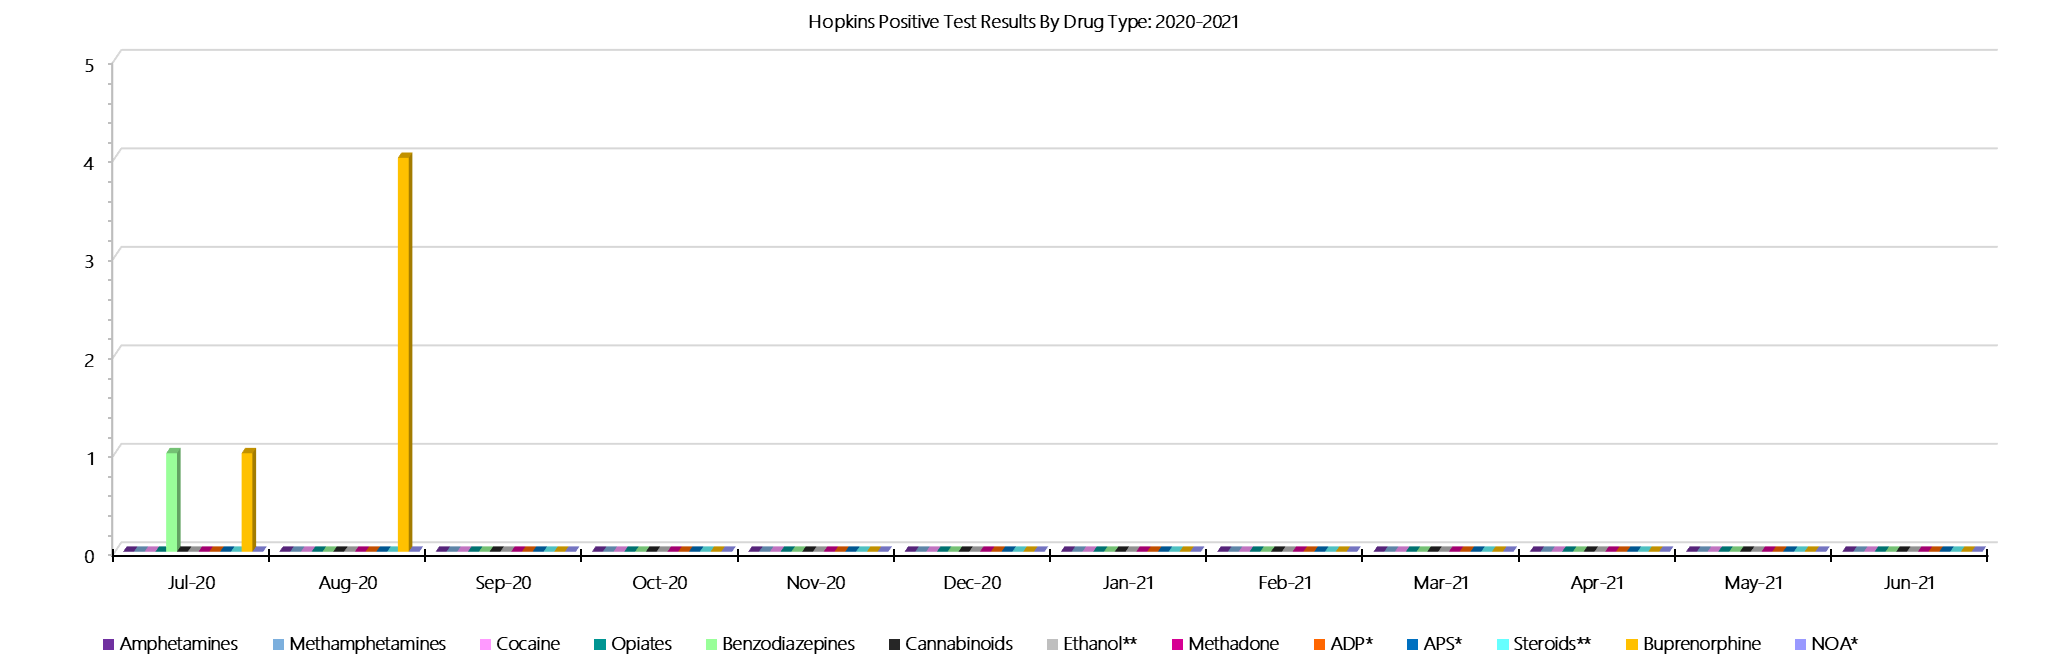 Hopkins Positive Test Results By Drug Type: 2020-2021
5
4
3
2
1
0
Jul-20 Aug-20 Sep-20 Oct-20 Nov-20 Dec-20 Jan-21 Feb-21 Mar-21 Apr-21 May-21 Jun-21
Amphetamines Methamphetamines Cocaine Opiates Benzodiazepines Cannabinoids Ethanol** Methadone ADP* APS* Steroids** Buprenorphine NOA*